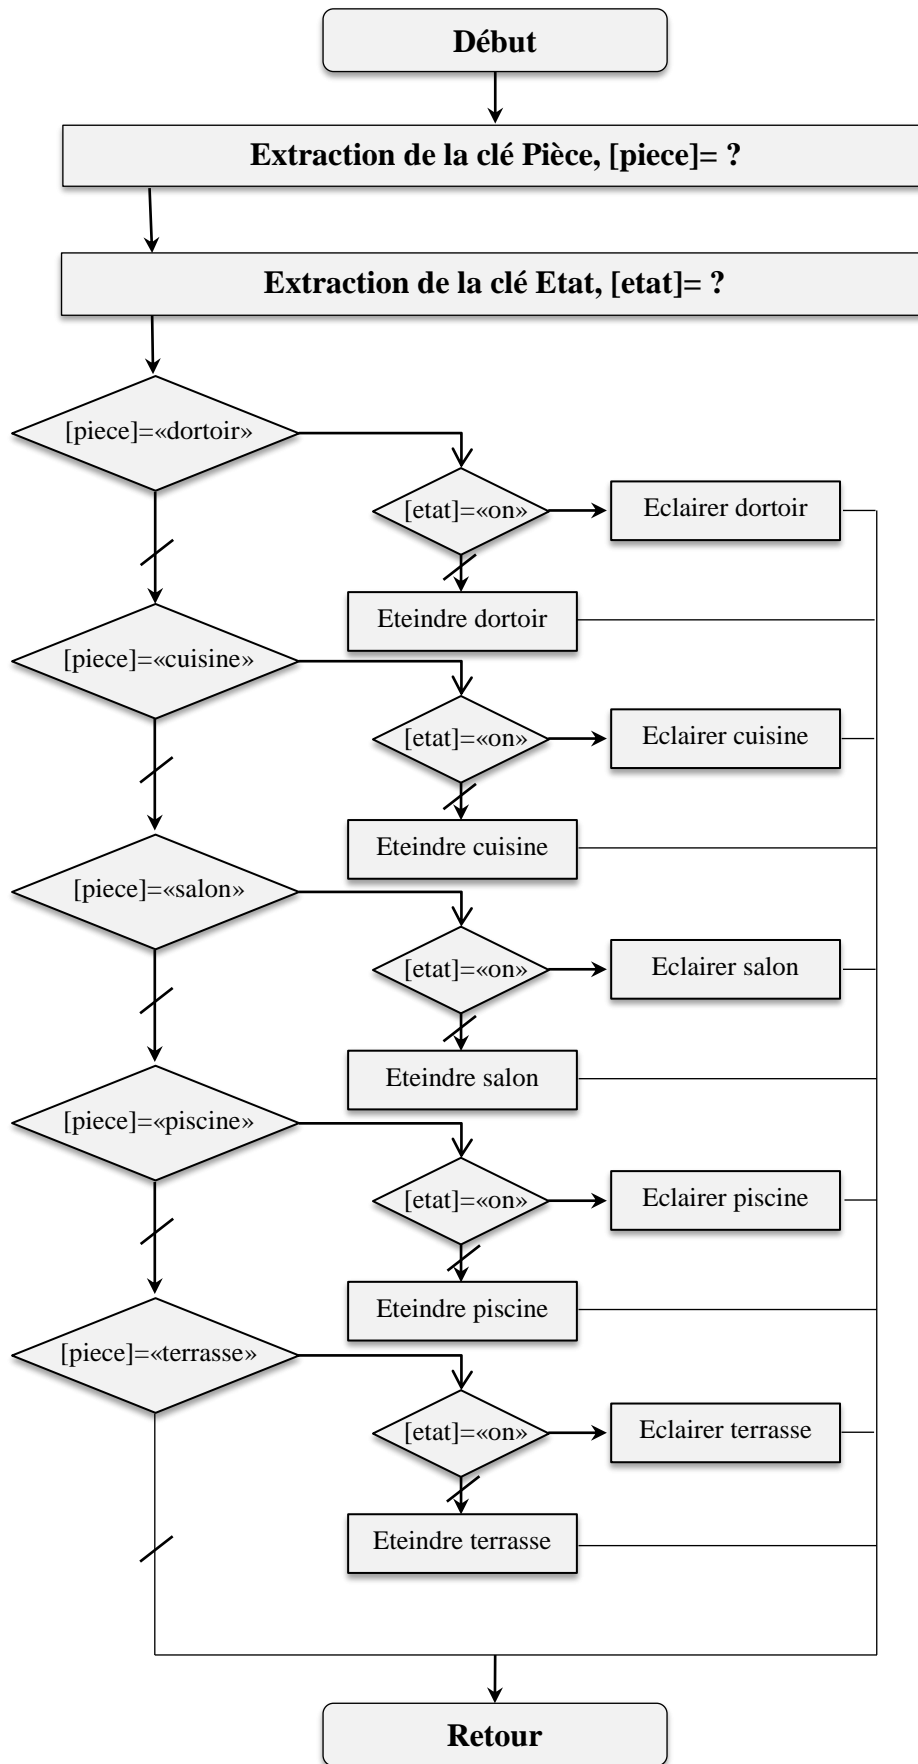 Début
Extraction de la clé Pièce, [piece]= ?
Extraction de la clé Etat, [etat]= ?
[piece]=«dortoir»
[etat]=«on»
Eclairer dortoir
Eteindre dortoir
[piece]=«cuisine»
[etat]=«on»
Eclairer cuisine
Eteindre cuisine
[piece]=«salon»
[etat]=«on»
Eclairer salon
Eteindre salon
[piece]=«piscine»
[etat]=«on»
Eclairer piscine
Eteindre piscine
[piece]=«terrasse»
[etat]=«on»
Eclairer terrasse
Eteindre terrasse
Retour